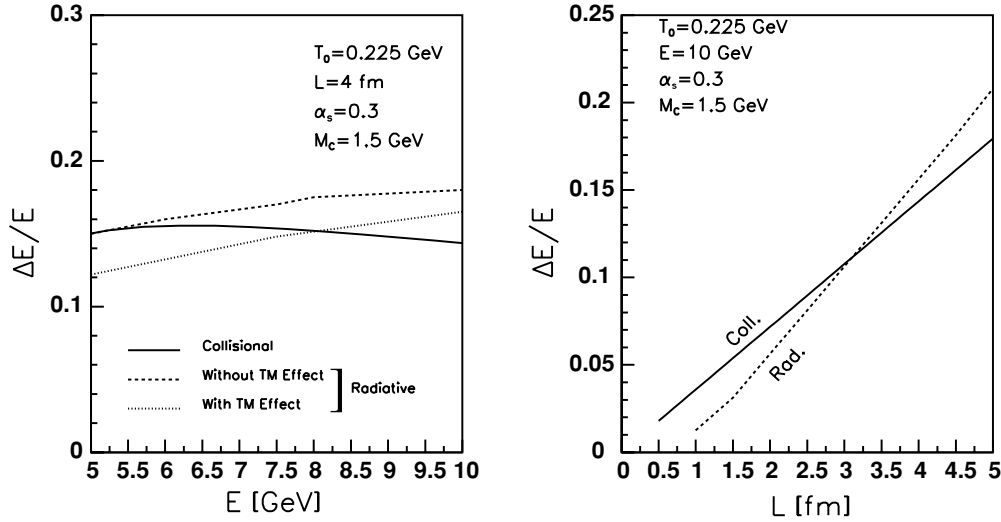 0.3
0.2
0.1
0
ΔE/E
T₀=0.225 GeV
L=4 fm
αₛ=0.3
M_C=1.5 GeV
Collisional
Without TM Effect
With TM Effect
Radiative
5 5.5 6 6.5 7 7.5 8 8.5 9 9.5 10
E [GeV]
0.25
0.2
0.15
0.1
0.05
0
ΔE/E
T₀=0.225 GeV
E=10 GeV
αₛ=0.3
M_C=1.5 GeV
Coll.
Rad.
0 0.5 1 1.5 2 2.5 3 3.5 4 4.5 5
L [fm]